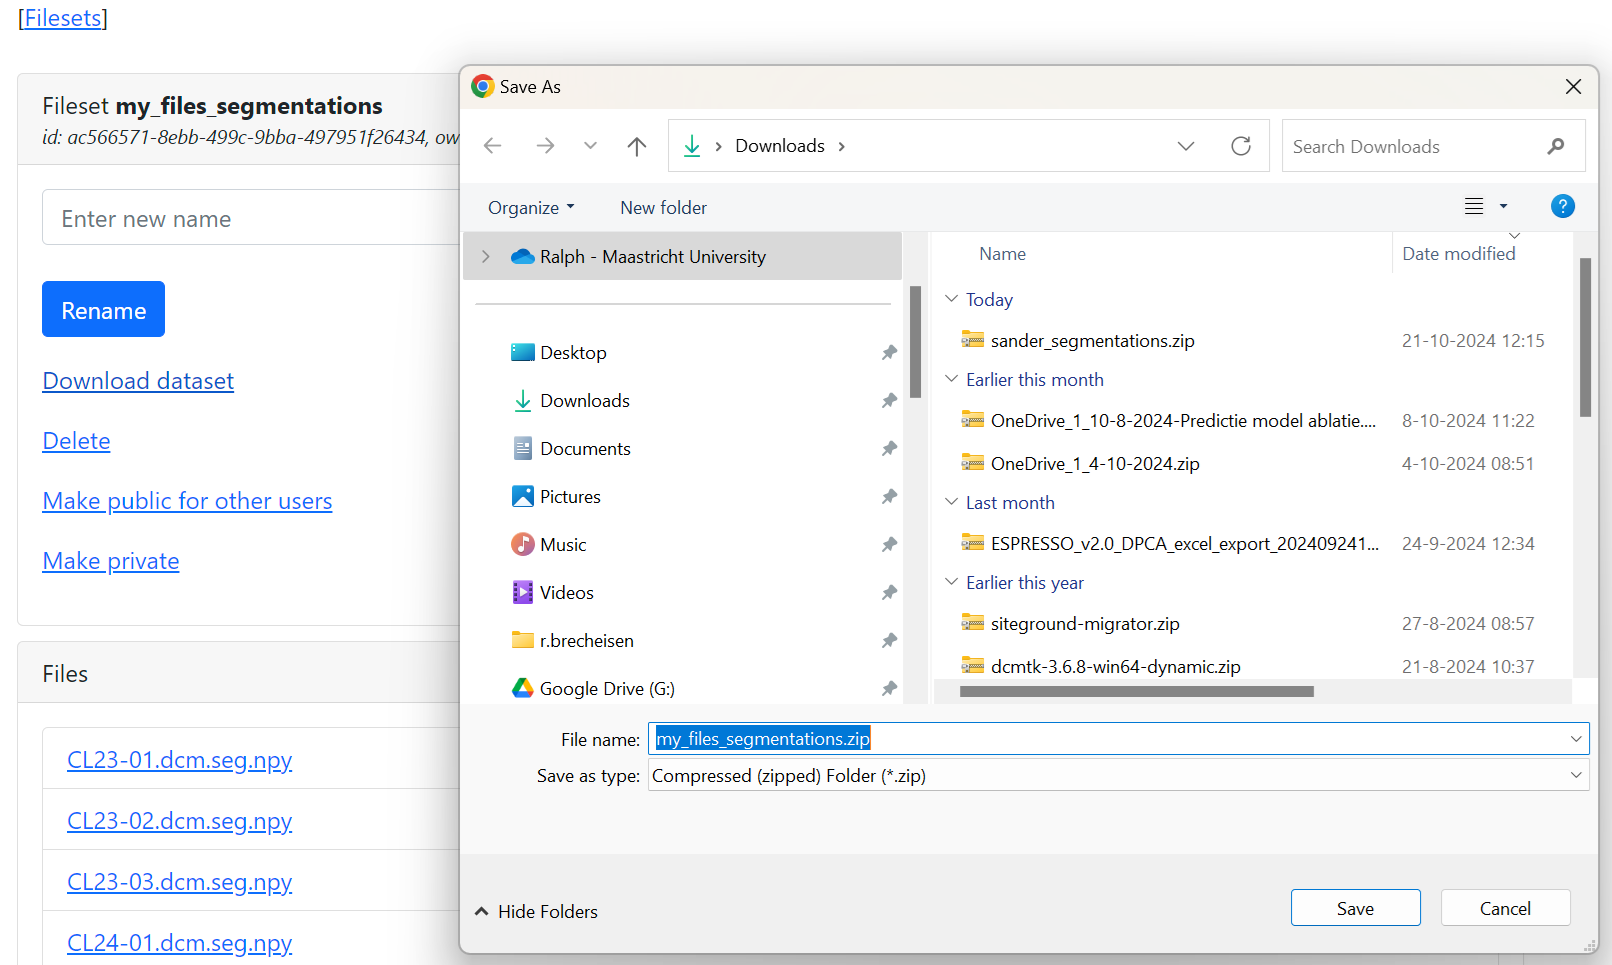 [Filesets]
Fileset my_files_segmentations
id: ac566571-8ebb-499c-9bba-497951f26434, ow
Enter new name
Rename
Download dataset
Delete
Make public for other users
Make private
Files
CL23-01.dcm.seg.npy
CL23-02.dcm.seg.npy
CL23-03.dcm.seg.npy
CL24-01.dcm.seg.npy
Save As
Downloads
Search Downloads
Organize
New folder
?
Ralph - Maastricht University
Desktop
Downloads
Documents
Pictures
Music
Videos
r.brecheisen
Google Drive (G:)
Name Date modified
Today
sander_segmentations.zip 21-10-2024 12:15
Earlier this month
OneDrive_1_10-8-2024-Predictie model ablatie.... 8-10-2024 11:22
OneDrive_1_4-10-2024.zip 4-10-2024 08:51
Last month
ESPRESSO_v2.0_DPCA_excel_export_202409241... 24-9-2024 12:34
Earlier this year
siteground-migrator.zip 27-8-2024 08:57
dcmtk-3.6.8-win64-dynamic.zip 21-8-2024 10:37
File name: my_files_segmentations.zip
Save as type: Compressed (zipped) Folder (*.zip)
Hide Folders
Save
Cancel